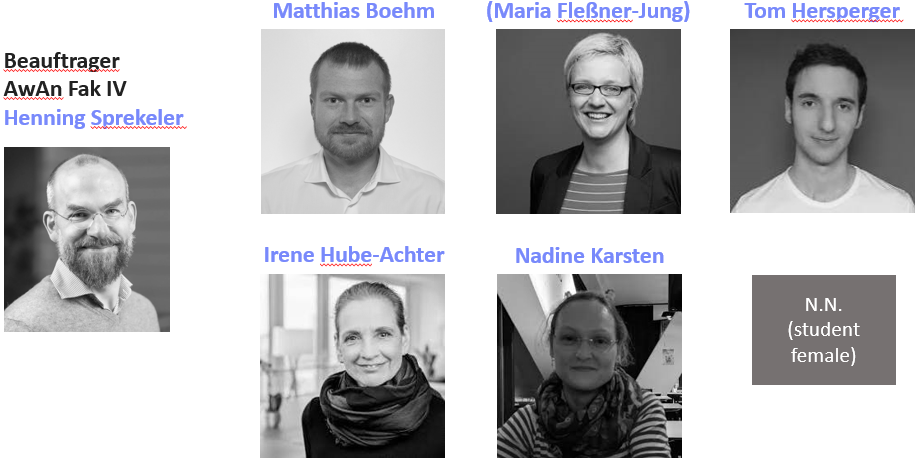 Matthias Boehm
(Maria Fleßner-Jung)
Tom Hersperger
Beauftrager
AwAn Fak IV
Henning Sprekeler
Irene Hube-Achter
Nadine Karsten
N.N.
(student
female)